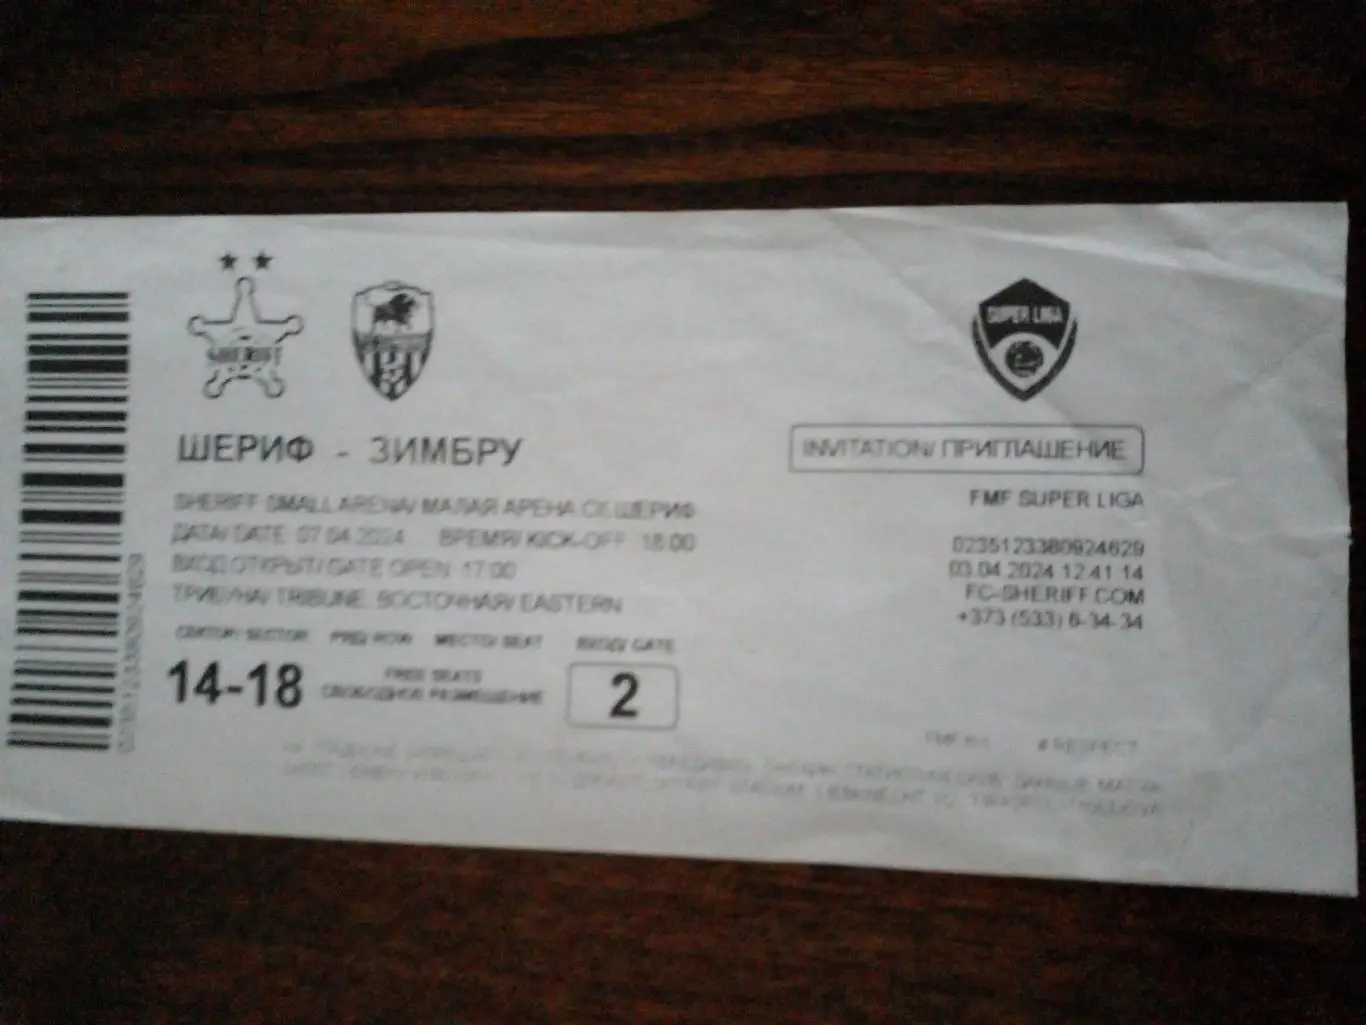 SHERIFF
SUPER LIGA
ШЕРИФ - ЗИМБРУ
INVITATION/ ПРИГЛАШЕНИЕ
SHERIFF SMALL ARENA/ МАЛАЯ АРЕНА СК ШЕРИФ
ДАТА/ DATE: 07.04.2024 ВРЕМЯ/ KICK-OFF: 18:00
ВХОД ОТКРЫТ/ GATE OPEN: 17:00
ТРИБУНА/ TRIBUNE: ВОСТОЧНАЯ/ EASTERN
СЕКТОР/ SECTOR РЯД/ ROW МЕСТО/ SEAT ВХОД/ GATE
14-18 FREE SEATS
СВОБОДНОЕ РАЗМЕЩЕНИЕ
2
FMF SUPER LIGA
0235123380924629
03.04.2024 12:41:14
FC-SHERIFF.COM
+373 (533) 6-34-34
# RESPECT
0235123380924629